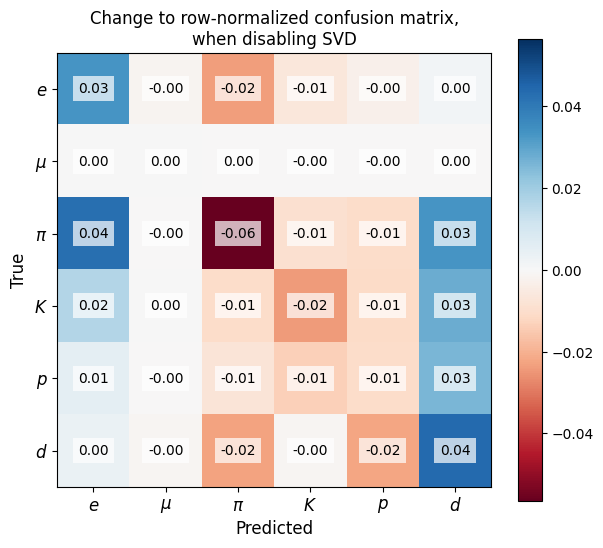 Change to row-normalized confusion matrix,
when disabling SVD
e 0.03 -0.00 -0.02 -0.01 -0.00 0.00
μ 0.00 0.00 0.00 -0.00 -0.00 0.00
π 0.04 -0.00 -0.06 -0.01 -0.01 0.03
K 0.02 0.00 -0.01 -0.02 -0.01 0.03
p 0.01 -0.00 -0.01 -0.01 -0.01 0.03
d 0.00 -0.00 -0.02 -0.00 -0.02 0.04
e μ π K p d
True
Predicted
0.04
0.02
0.00
−0.02
−0.04